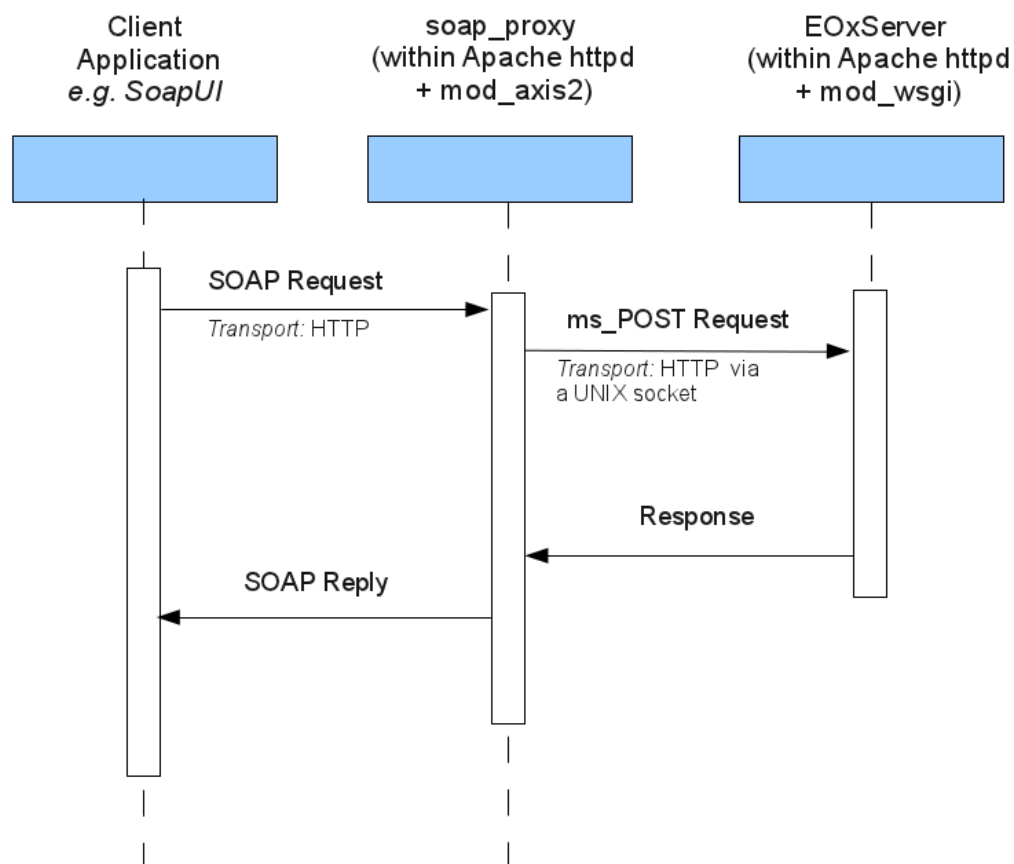 Client
Application
e.g. SoapUI
soap_proxy
(within Apache httpd
+ mod_axis2)
EOxServer
(within Apache httpd
+ mod_wsgi)
SOAP Request
Transport: HTTP
ms_POST Request
Transport: HTTP via
a UNIX socket
Response
SOAP Reply